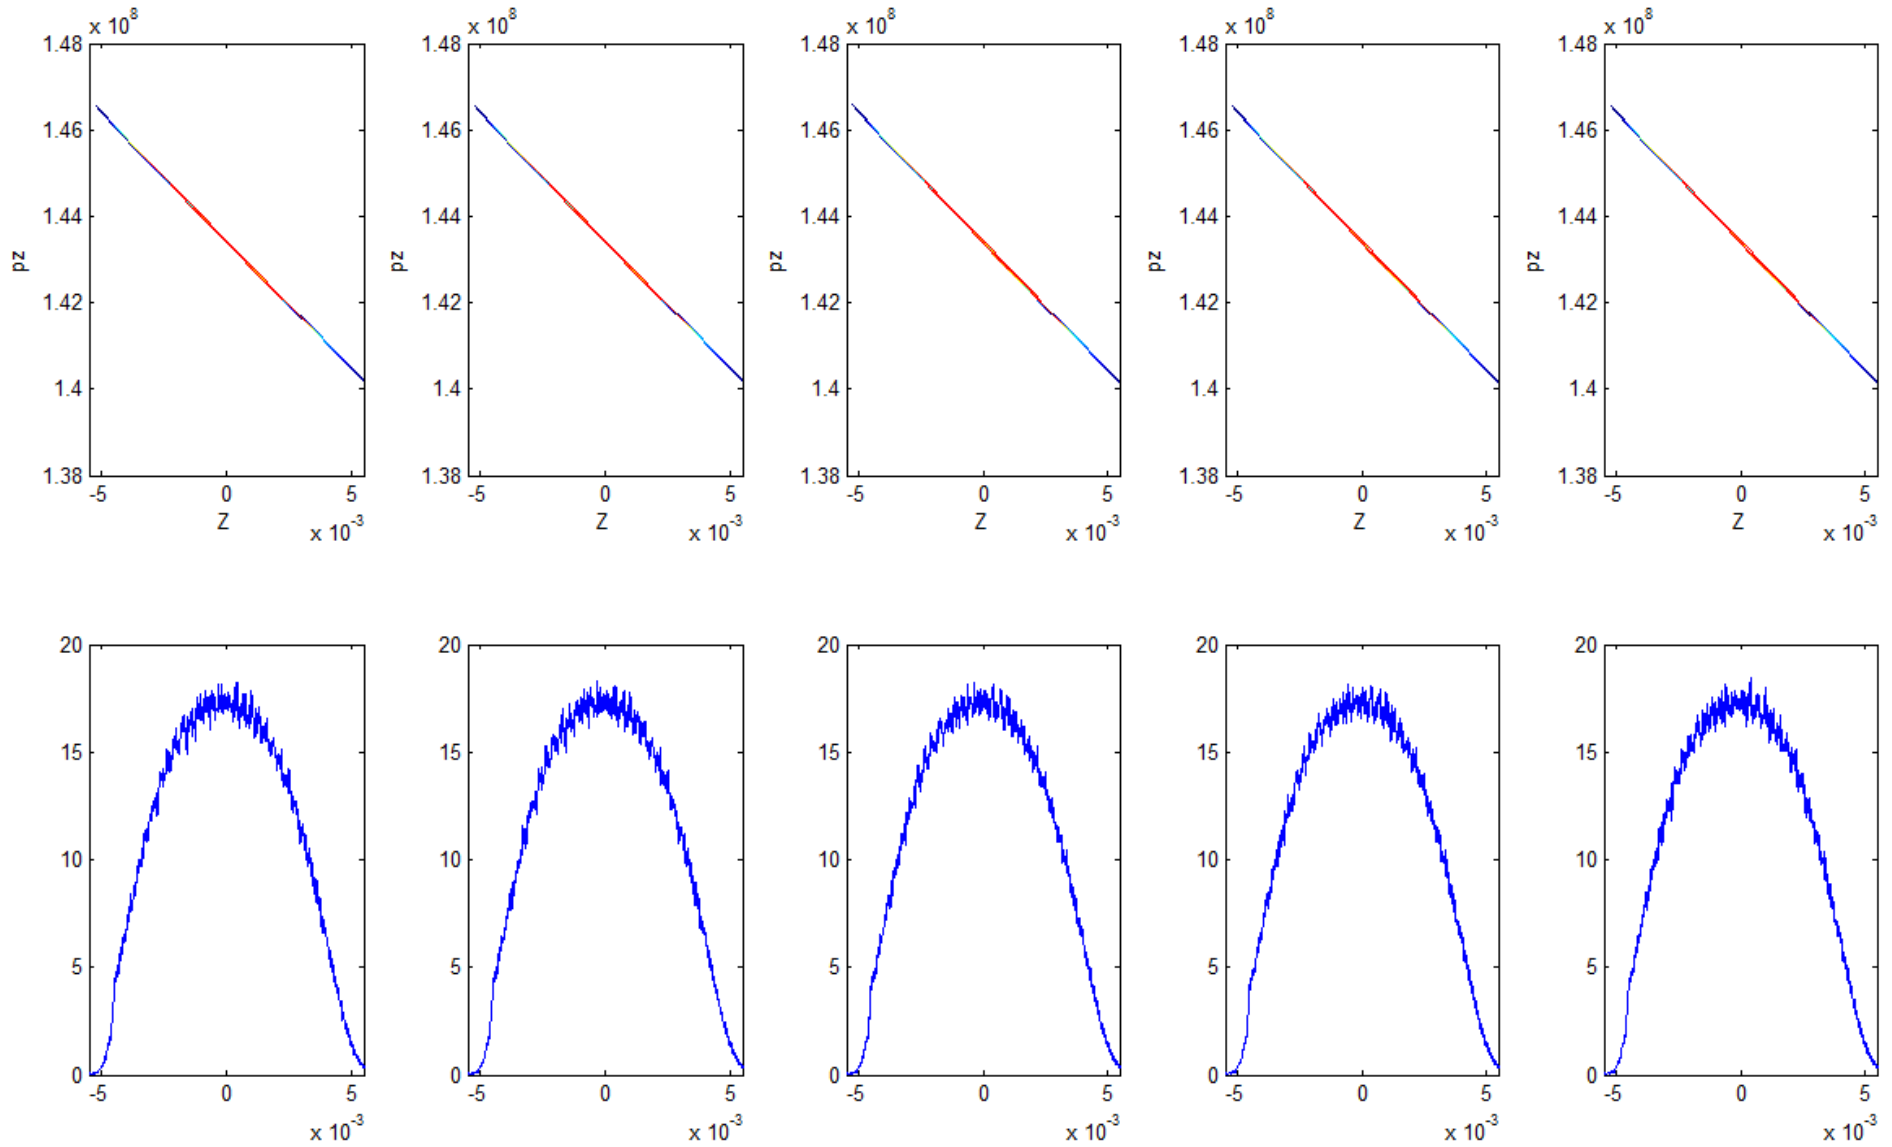 x 10^8 x 10^8 x 10^8 x 10^8 x 10^8
1.48 1.48 1.48 1.48 1.48
1.46 1.46 1.46 1.46 1.46
1.44 1.44 1.44 1.44 1.44
pz pz pz pz pz
1.42 1.42 1.42 1.42 1.42
1.4 1.4 1.4 1.4 1.4
1.38 1.38 1.38 1.38 1.38
-5 0 5 -5 0 5 -5 0 5 -5 0 5 -5 0 5
Z Z Z Z Z
x 10^-3 x 10^-3 x 10^-3 x 10^-3 x 10^-3
20 20 20 20 20
15 15 15 15 15
10 10 10 10 10
5 5 5 5 5
0 0 0 0 0
-5 0 5 -5 0 5 -5 0 5 -5 0 5 -5 0 5
x 10^-3 x 10^-3 x 10^-3 x 10^-3 x 10^-3